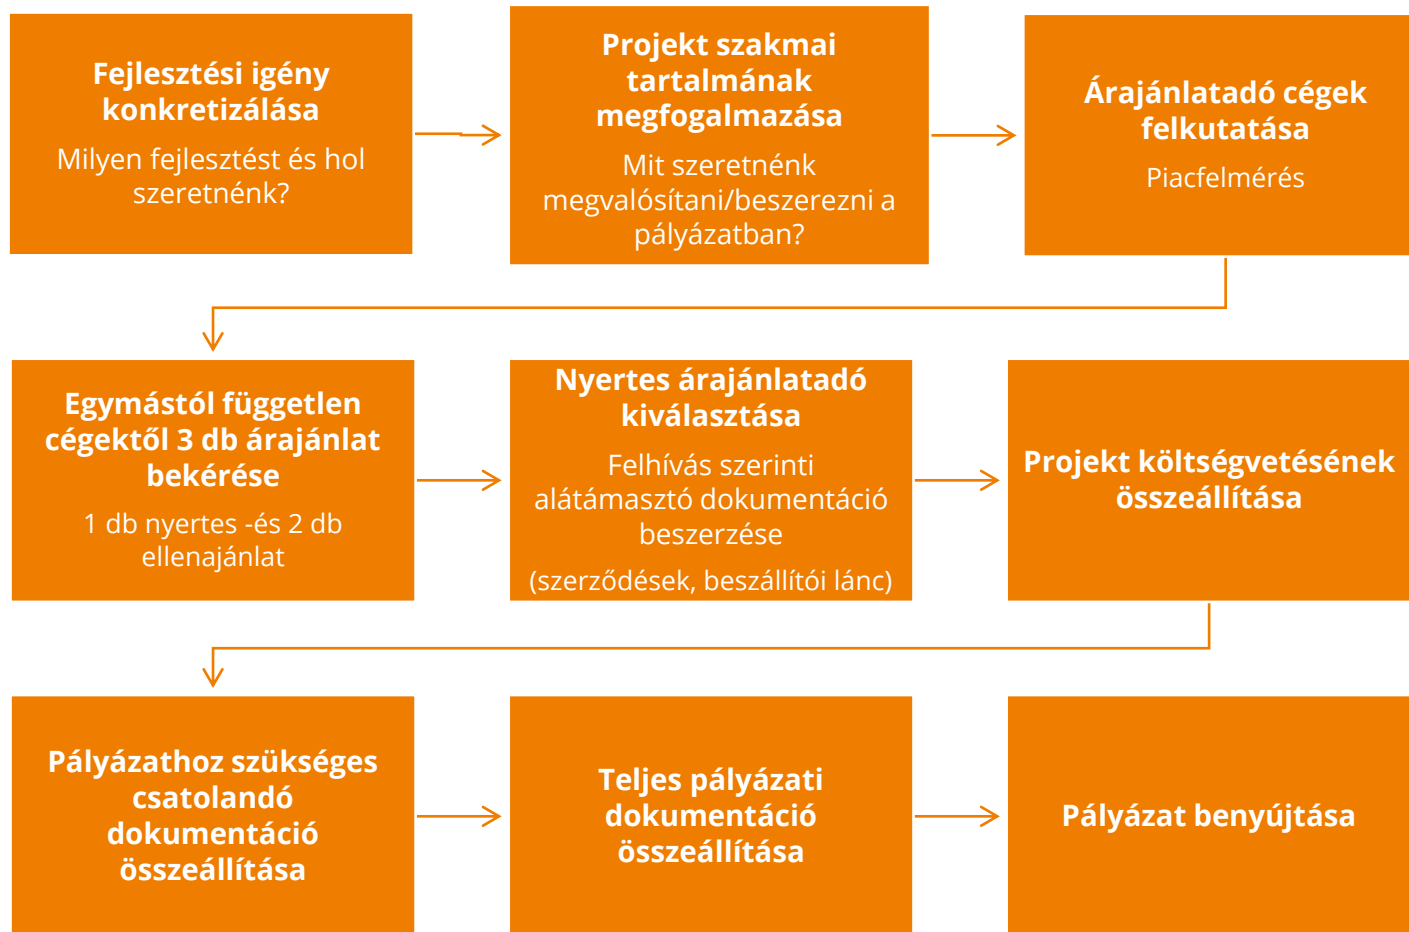 Fejlesztési igény
konkretizálása
Milyen fejlesztést és hol
szeretnénk?
Projekt szakmai
tartalmának
megfogalmazása
Mit szeretnénk
megvalósítani/beszerezni a
pályázatban?
Árajánlatadó cégek
felkutatása
Piacfelmérés
Egymástól független
cégektől 3 db árajánlat
bekérése
1 db nyertes -és 2 db
ellenajánlat
Nyertes árajánlatadó
kiválasztása
Felhívás szerinti
alátámasztó dokumentáció
beszerzése
(szerződések, beszállítói lánc)
Projekt költségvetésének
összeállítása
Pályázathoz szükséges
csatolandó
dokumentáció
összeállítása
Teljes pályázati
dokumentáció
összeállítása
Pályázat benyújtása